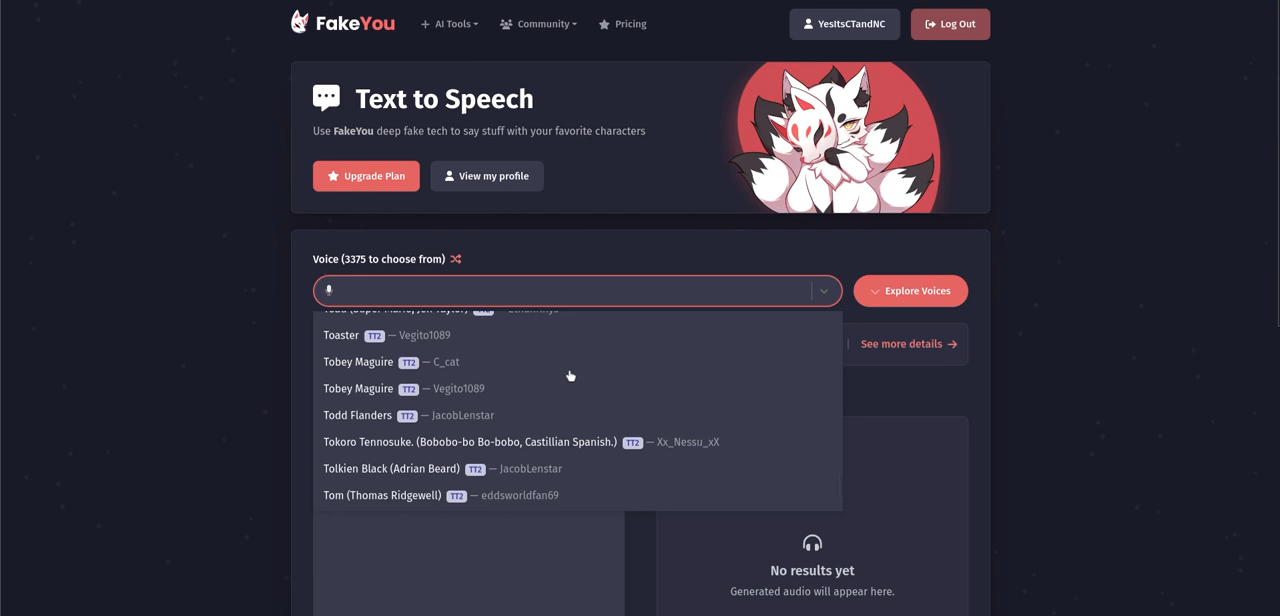 FakeYou
AI Tools
Community
Pricing
YesItsCTandNC
Log Out
Text to Speech
Use FakeYou deep fake tech to say stuff with your favorite characters
Upgrade Plan
View my profile
Voice (3375 to choose from)
Explore Voices
See more details
Toaster TT2 — Vegito1089
Tobey Maguire TT2 — C_cat
Tobey Maguire TT2 — Vegito1089
Todd Flanders TT2 — JacobLenstar
Tokoro Tennosuke. (Bobobo-bo Bo-bobo, Castillian Spanish.) TT2 — Xx_Nessu_xX
Tolkien Black (Adrian Beard) TT2 — JacobLenstar
Tom (Thomas Ridgewell) TT2 — eddsworldfan69
No results yet
Generated audio will appear here.